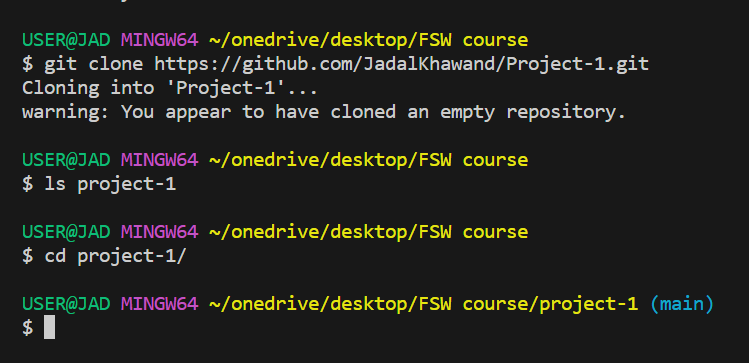 USER@JAD MINGW64 ~/onedrive/desktop/FSW course
$ git clone https://github.com/JadalKhawand/Project-1.git
Cloning into 'Project-1'...
warning: You appear to have cloned an empty repository.
USER@JAD MINGW64 ~/onedrive/desktop/FSW course
$ ls project-1
USER@JAD MINGW64 ~/onedrive/desktop/FSW course
$ cd project-1/
USER@JAD MINGW64 ~/onedrive/desktop/FSW course/project-1 (main)
$